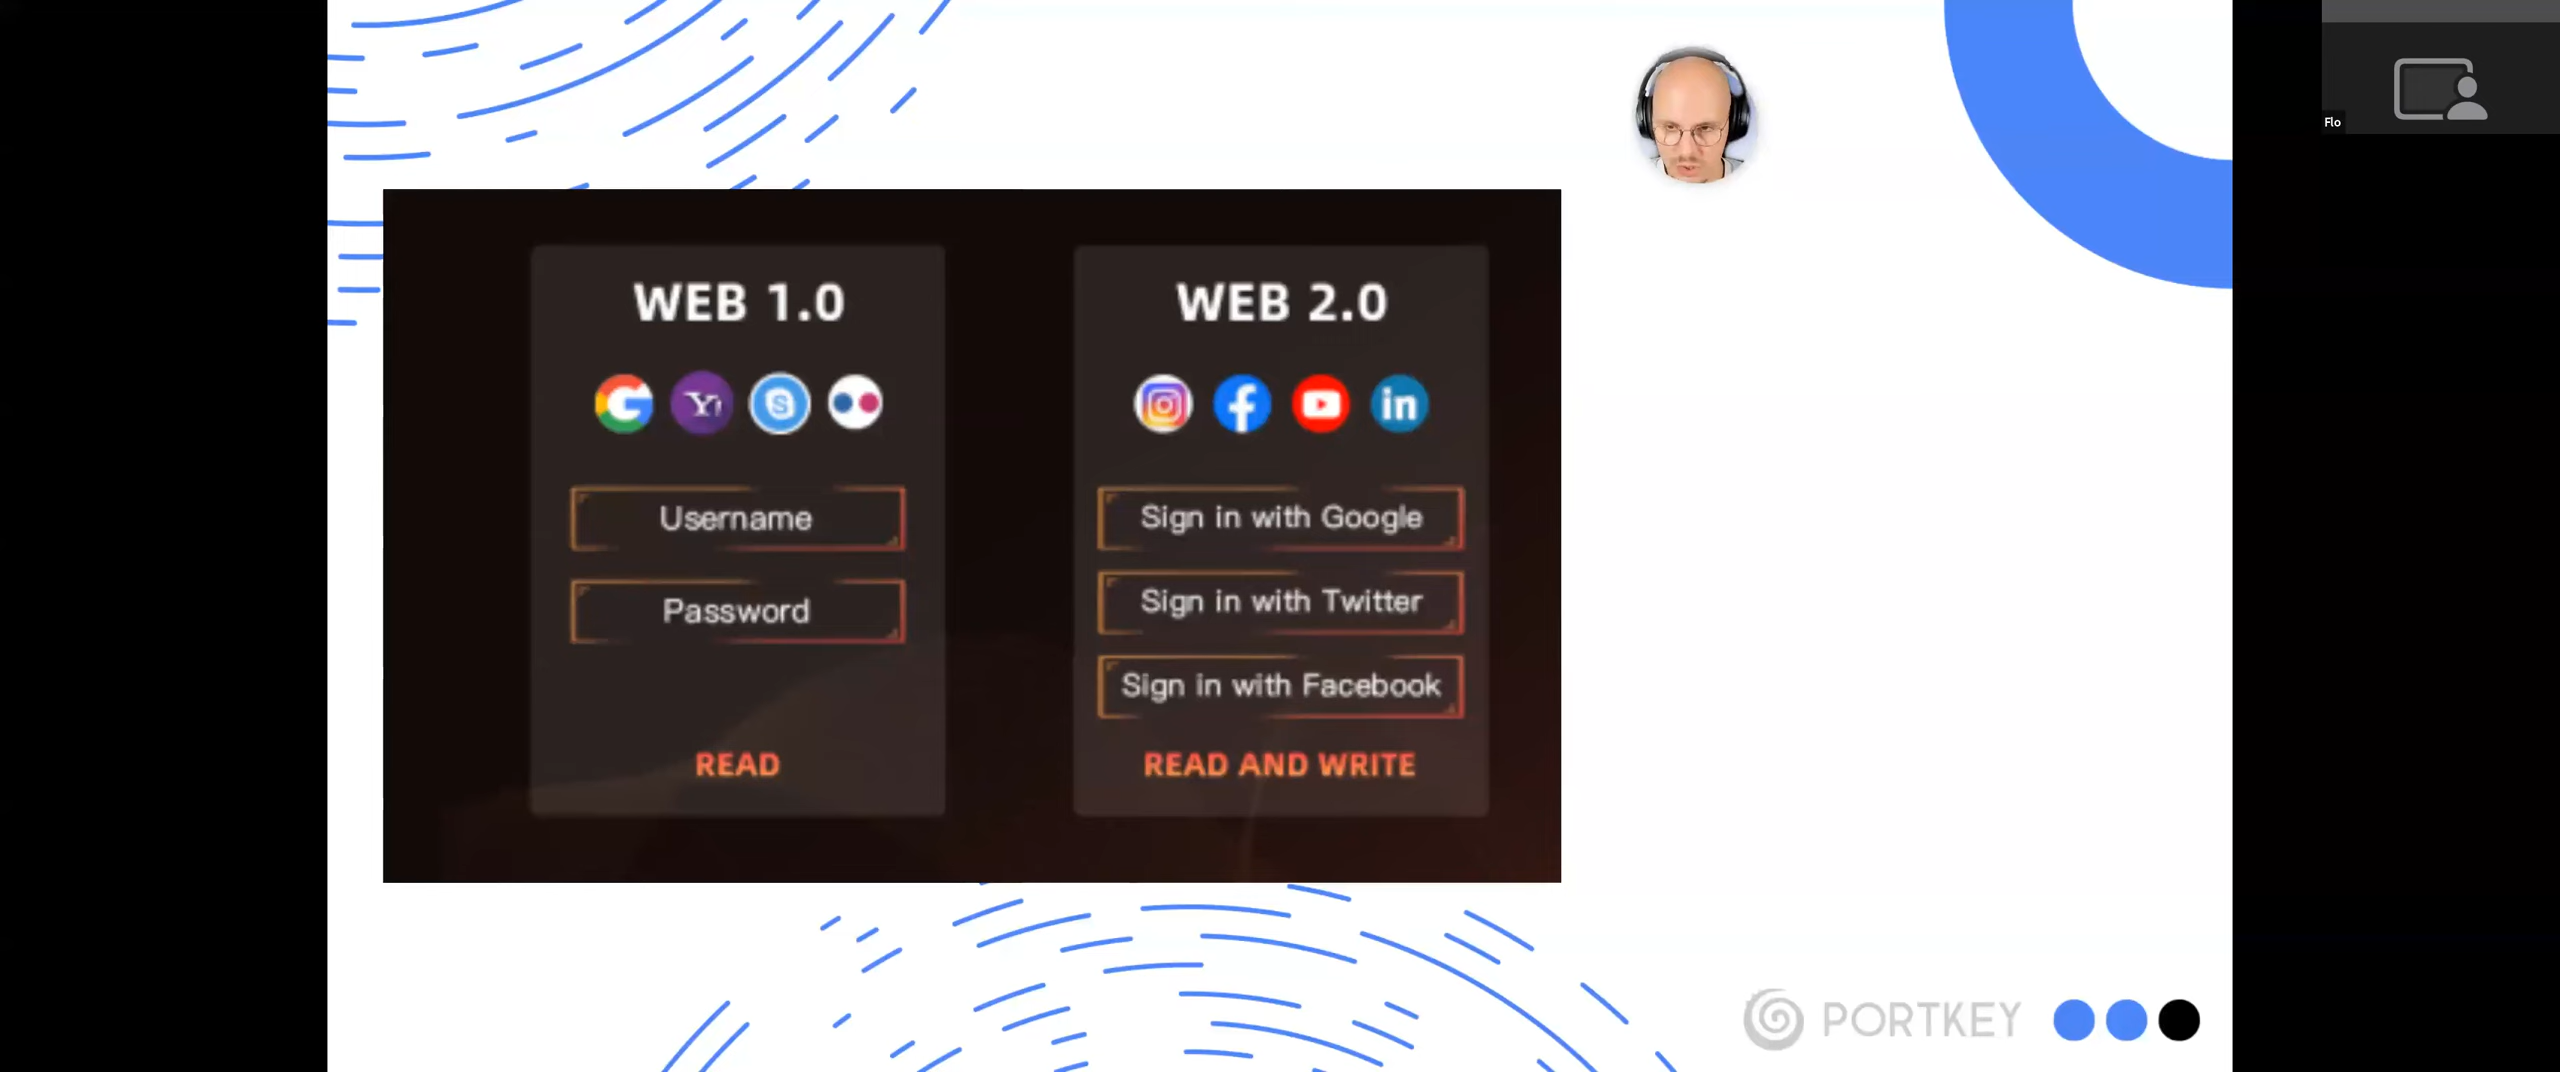 Flo
WEB 1.0
Username
Password
READ
WEB 2.0
Sign in with Google
Sign in with Twitter
Sign in with Facebook
READ AND WRITE
PORTKEY